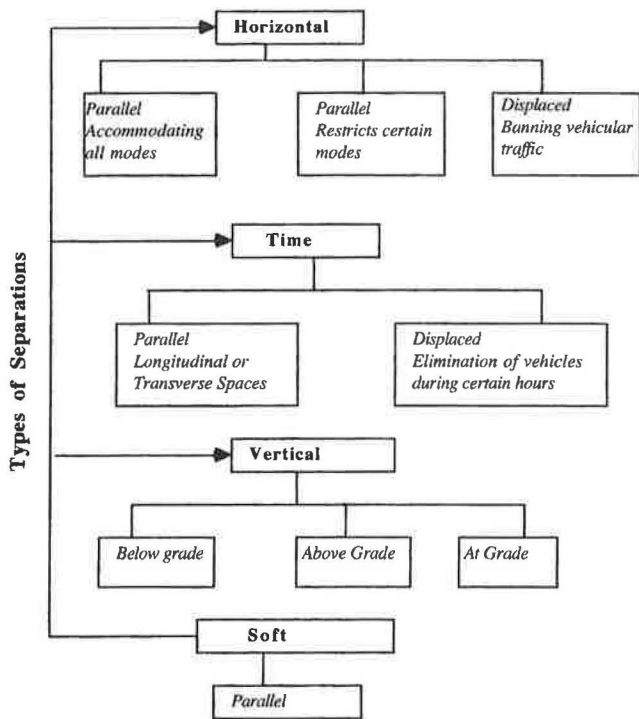 Types of Separations
Horizontal
Parallel
Accommodating
all modes
Parallel
Restricts certain
modes
Displaced
Banning vehicular
traffic
Time
Parallel
Longitudinal or
Transverse Spaces
Displaced
Elimination of vehicles
during certain hours
Vertical
Below grade
Above Grade
At Grade
Soft
Parallel